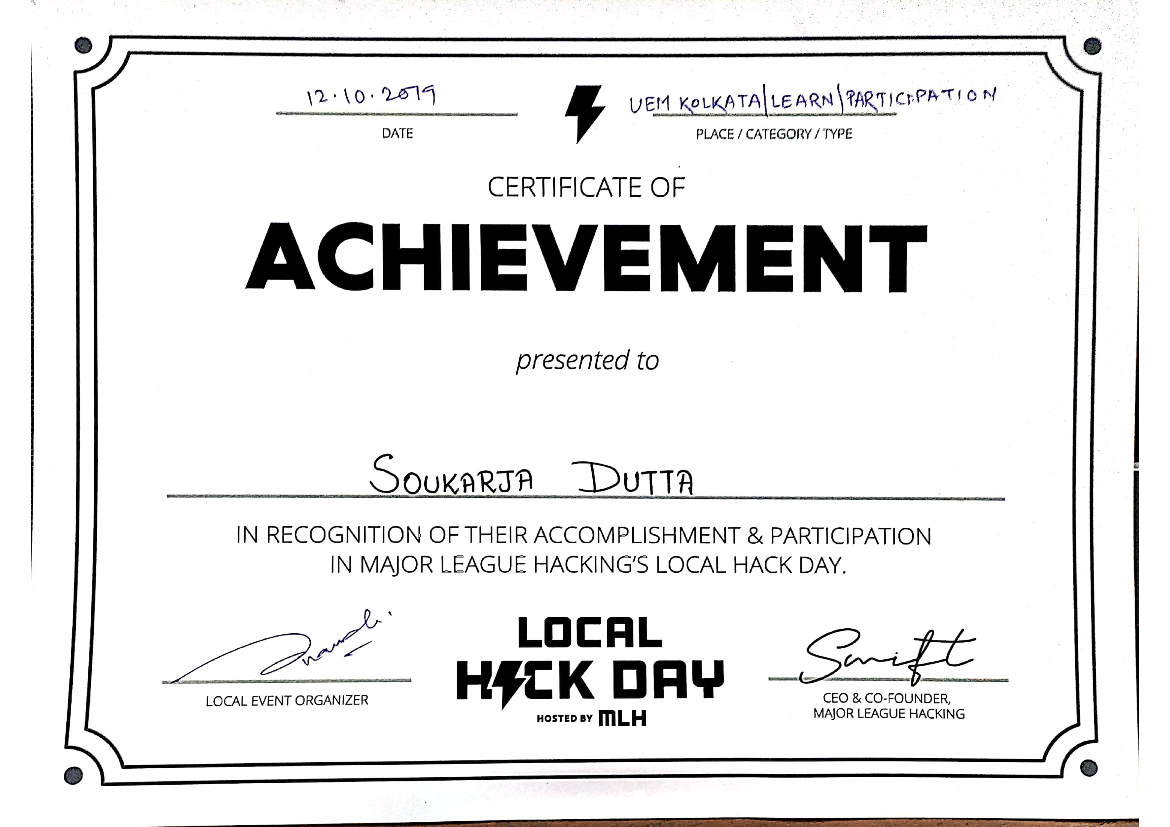 12.10.2019
DATE
UEM KOLKATA|LEARN|PARTICIPATION
PLACE / CATEGORY / TYPE
CERTIFICATE OF
ACHIEVEMENT
presented to
SOUKARJA DUTTA
IN RECOGNITION OF THEIR ACCOMPLISHMENT & PARTICIPATION
IN MAJOR LEAGUE HACKING'S LOCAL HACK DAY.
LOCAL EVENT ORGANIZER
LOCAL
HACK DAY
HOSTED BY MLH
Swift
CEO & CO-FOUNDER,
MAJOR LEAGUE HACKING